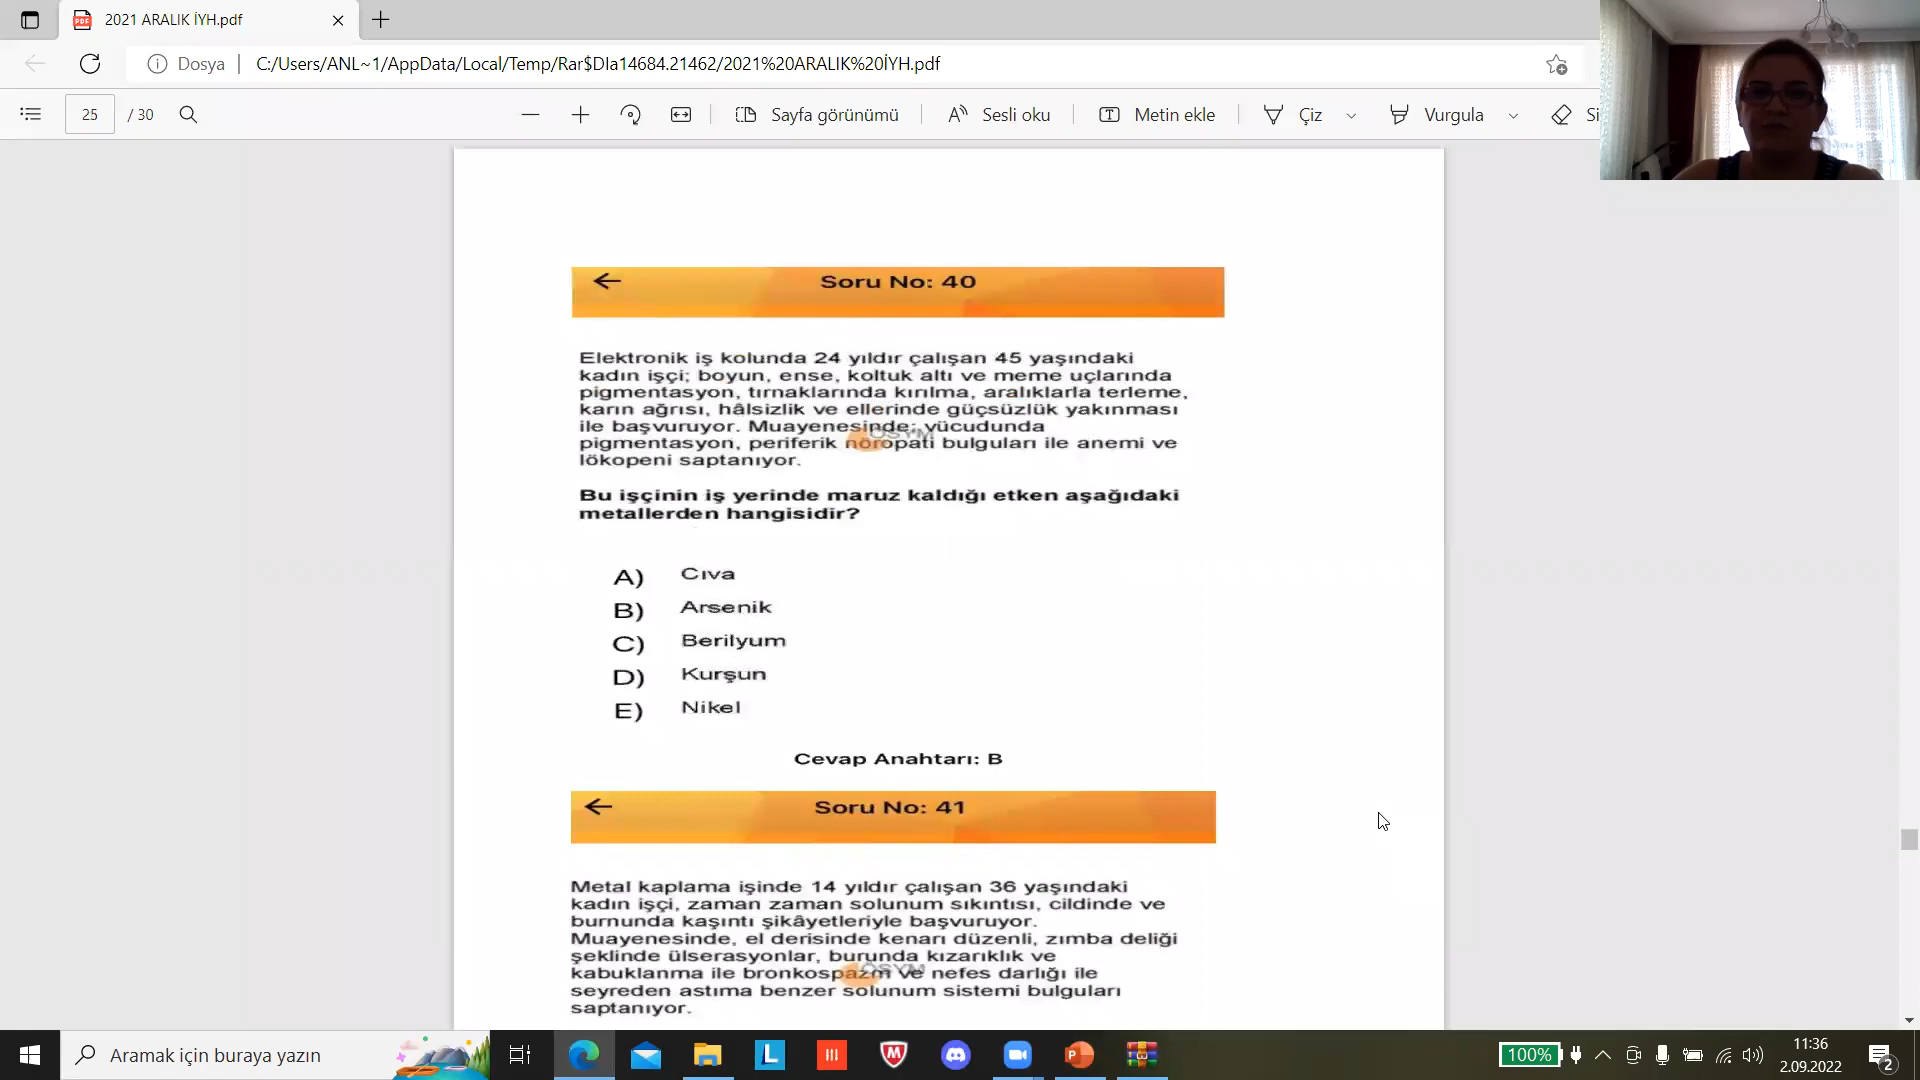 2021 ARALIK İYH.pdf
Dosya
C:/Users/ANL~1/AppData/Local/Temp/Rar$DIa14684.21462/2021%20ARALIK%20İYH.pdf
25 / 30
Sayfa görünümü
Sesli oku
Metin ekle
Çiz
Vurgula
Soru No: 40
Elektronik iş kolunda 24 yıldır çalışan 45 yaşındaki
kadın işçi; boyun, ense, koltuk altı ve meme uçlarında
pigmentasyon, tırnaklarında kırılma, aralıklarla terleme,
karın ağrısı, hâlsizlik ve ellerinde güçsüzlük yakınması
ile başvuruyor. Muayenesinde; vücudunda
pigmentasyon, periferik nöropati bulguları ile anemi ve
lökopeni saptanıyor.
ÖSYM
Bu işçinin iş yerinde maruz kaldığı etken aşağıdaki
metallerden hangisidir?
A) Cıva
B) Arsenik
C) Berilyum
D) Kurşun
E) Nikel
Cevap Anahtarı: B
Soru No: 41
Metal kaplama işinde 14 yıldır çalışan 36 yaşındaki
kadın işçi, zaman zaman solunum sıkıntısı, cildinde ve
burnunda kaşıntı şikâyetleriyle başvuruyor.
Muayenesinde, el derisinde kenarı düzenli, zımba deliği
şeklinde ülserasyonlar, burunda kızarıklık ve
kabuklanma ile bronkospazm ve nefes darlığı ile
seyreden astıma benzer solunum sistemi bulguları
saptanıyor.
ÖSYM
Aramak için buraya yazın
100%
11:36
2.09.2022
2